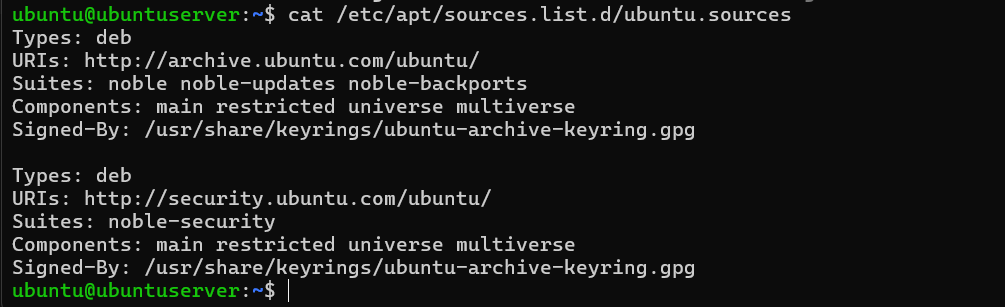 ubuntu@ubuntuserver:~$ cat /etc/apt/sources.list.d/ubuntu.sources
Types: deb
URIs: http://archive.ubuntu.com/ubuntu/
Suites: noble noble-updates noble-backports
Components: main restricted universe multiverse
Signed-By: /usr/share/keyrings/ubuntu-archive-keyring.gpg

Types: deb
URIs: http://security.ubuntu.com/ubuntu/
Suites: noble-security
Components: main restricted universe multiverse
Signed-By: /usr/share/keyrings/ubuntu-archive-keyring.gpg
ubuntu@ubuntuserver:~$